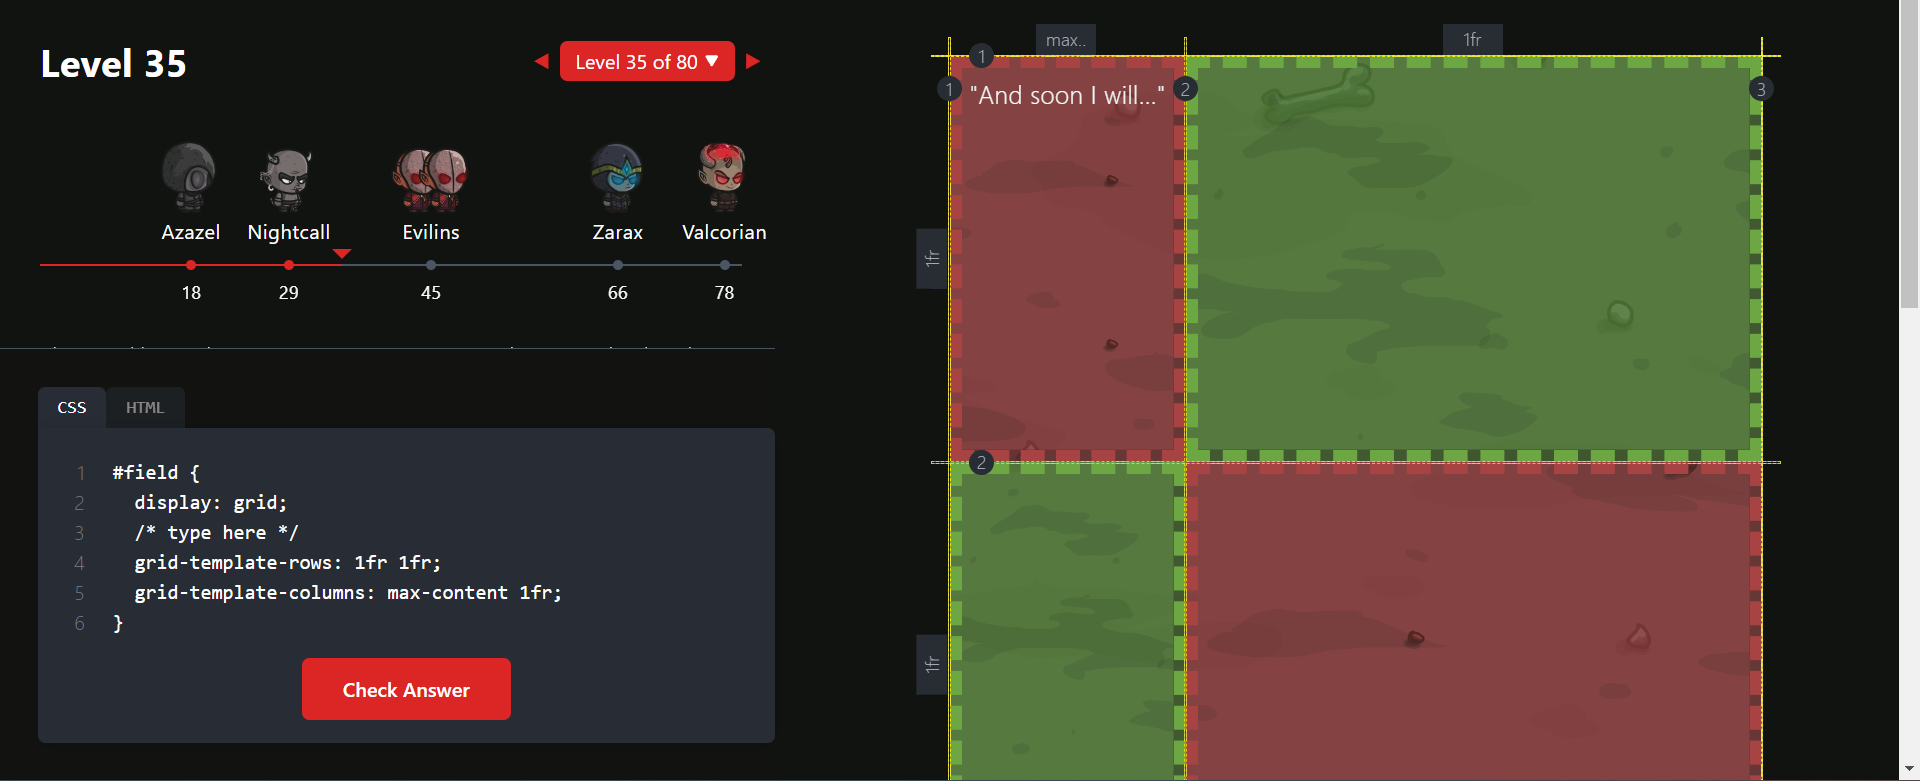 Level 35
Level 35 of 80 ▼
Azazel Nightcall Evilins Zarax Valcorian
18 29 45 66 78
CSS HTML
1 #field {
2 display: grid;
3 /* type here */
4 grid-template-rows: 1fr 1fr;
5 grid-template-columns: max-content 1fr;
6 }
Check Answer
max.. 1fr
1
1 2 3
"And soon I will..."
1fr
2
1fr